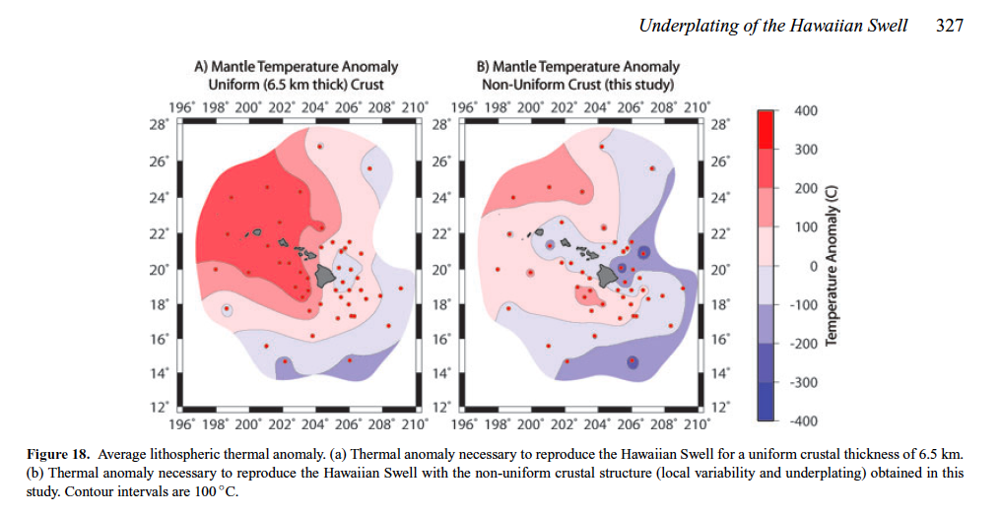 Underplating of the Hawaiian Swell 327
A) Mantle Temperature Anomaly
Uniform (6.5 km thick) Crust
B) Mantle Temperature Anomaly
Non-Uniform Crust (this study)
196° 198° 200° 202° 204° 206° 208° 210°
196° 198° 200° 202° 204° 206° 208° 210°
28°
26°
24°
22°
20°
18°
16°
14°
12°
28°
26°
24°
22°
20°
18°
16°
14°
12°
28°
26°
24°
22°
20°
18°
16°
14°
12°
196° 198° 200° 202° 204° 206° 208° 210°
196° 198° 200° 202° 204° 206° 208° 210°
400
300
200
100
0
-100
-200
-300
-400
Temperature Anomaly (C)
Figure 18. Average lithospheric thermal anomaly. (a) Thermal anomaly necessary to reproduce the Hawaiian Swell for a uniform crustal thickness of 6.5 km.
(b) Thermal anomaly necessary to reproduce the Hawaiian Swell with the non-uniform crustal structure (local variability and underplating) obtained in this
study. Contour intervals are 100 °C.